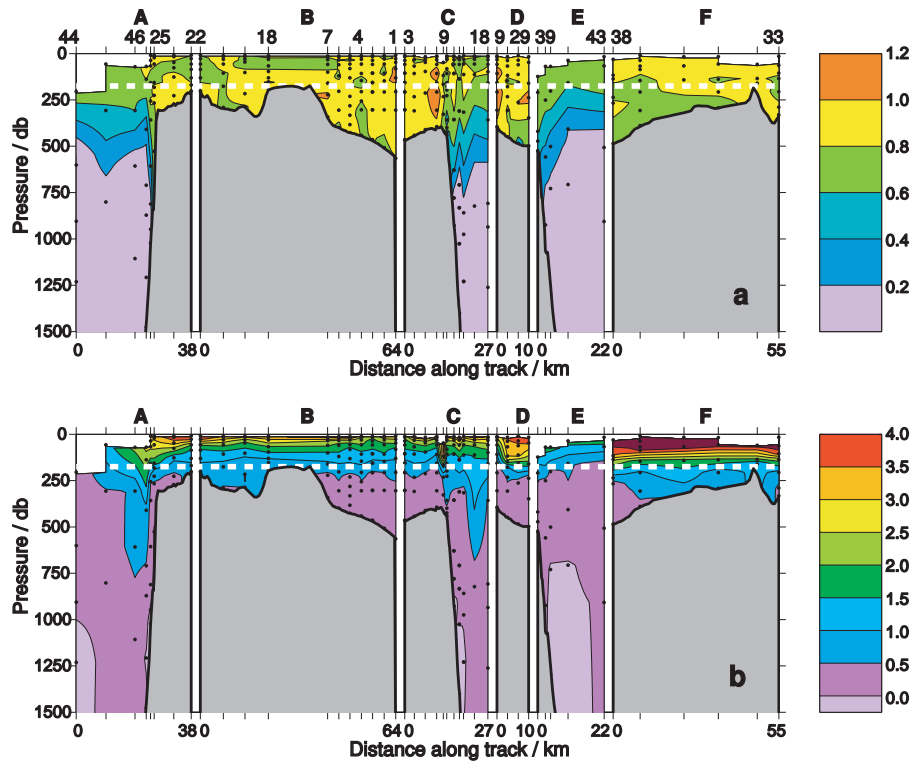 A B C D E F
44 46 25 22 18 7 4 1 3 9 18 9 29 39 43 38 33
0
250
500
750
1000
1250
1500
Pressure / db
a
1.2
1.0
0.8
0.6
0.4
0.2
0 38 0 64 0 27 0 10 0 22 0 55
Distance along track / km
A B C D E F
0
250
500
750
1000
1250
1500
Pressure / db
b
4.0
3.5
3.0
2.5
2.0
1.5
1.0
0.5
0.0
0 38 0 64 0 27 0 10 0 22 0 55
Distance along track / km